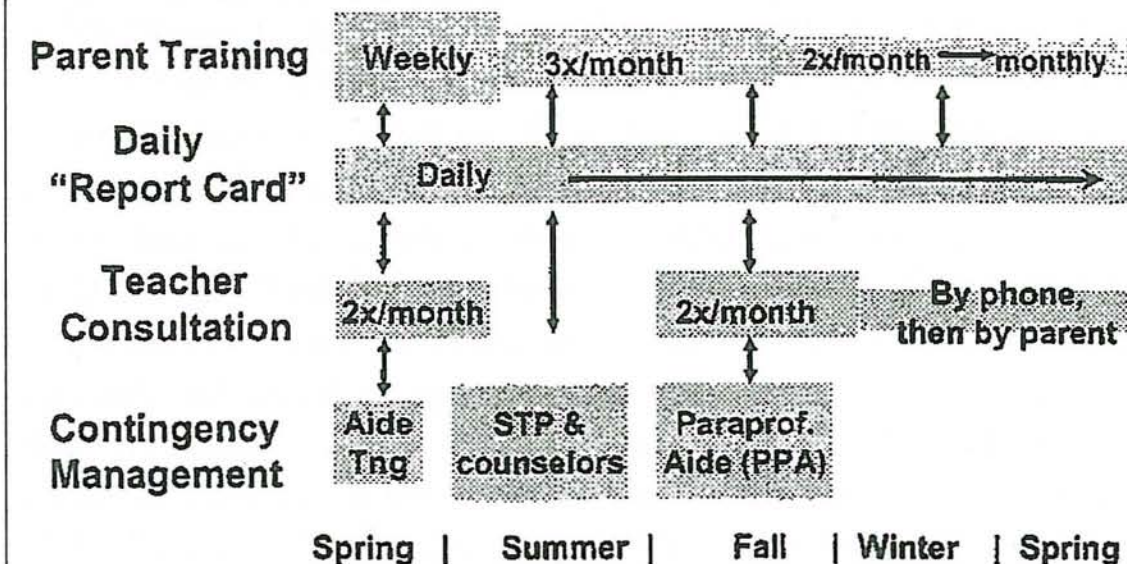 Parent Training
Weekly
3x/month
2x/month
monthly
Daily
"Report Card"
Daily
Teacher
Consultation
2x/month
2x/month
By phone,
then by parent
Contingency
Management
Aide
Tng
STP &
counselors
Paraprof.
Aide (PPA)
Spring | Summer | Fall | Winter | Spring